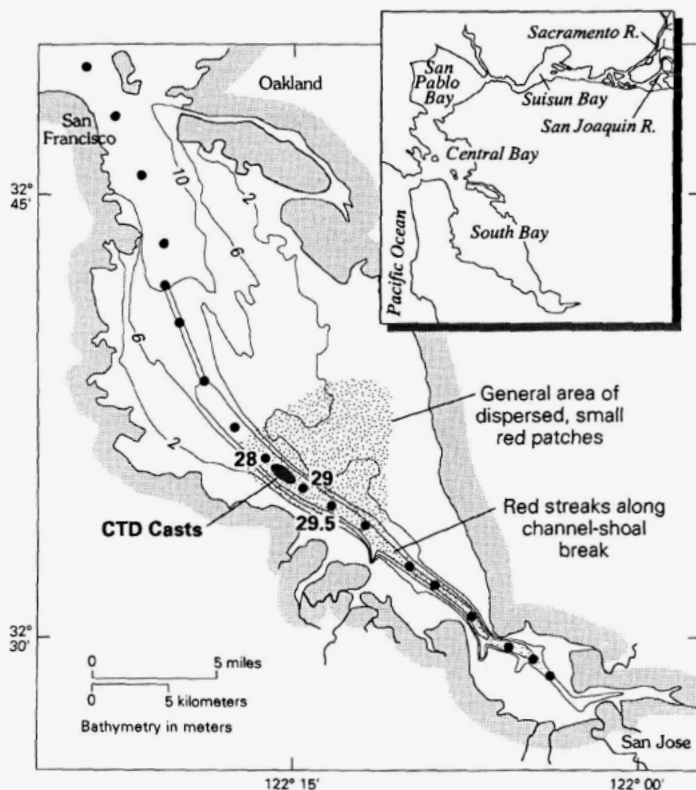 Sacramento R.
San
Pablo
Bay
Suisun Bay
San Joaquin R.
Central Bay
South Bay
Pacific Ocean
Oakland
San
Francisco
32°
45'
10
2
6
6
2
General area of
dispersed, small
red patches
28
29
CTD Casts
29.5
Red streaks along
channel-shoal
break
32°
30'
0
5 miles
0
5 kilometers
Bathymetry in meters
San Jose
122° 15'
122° 00'